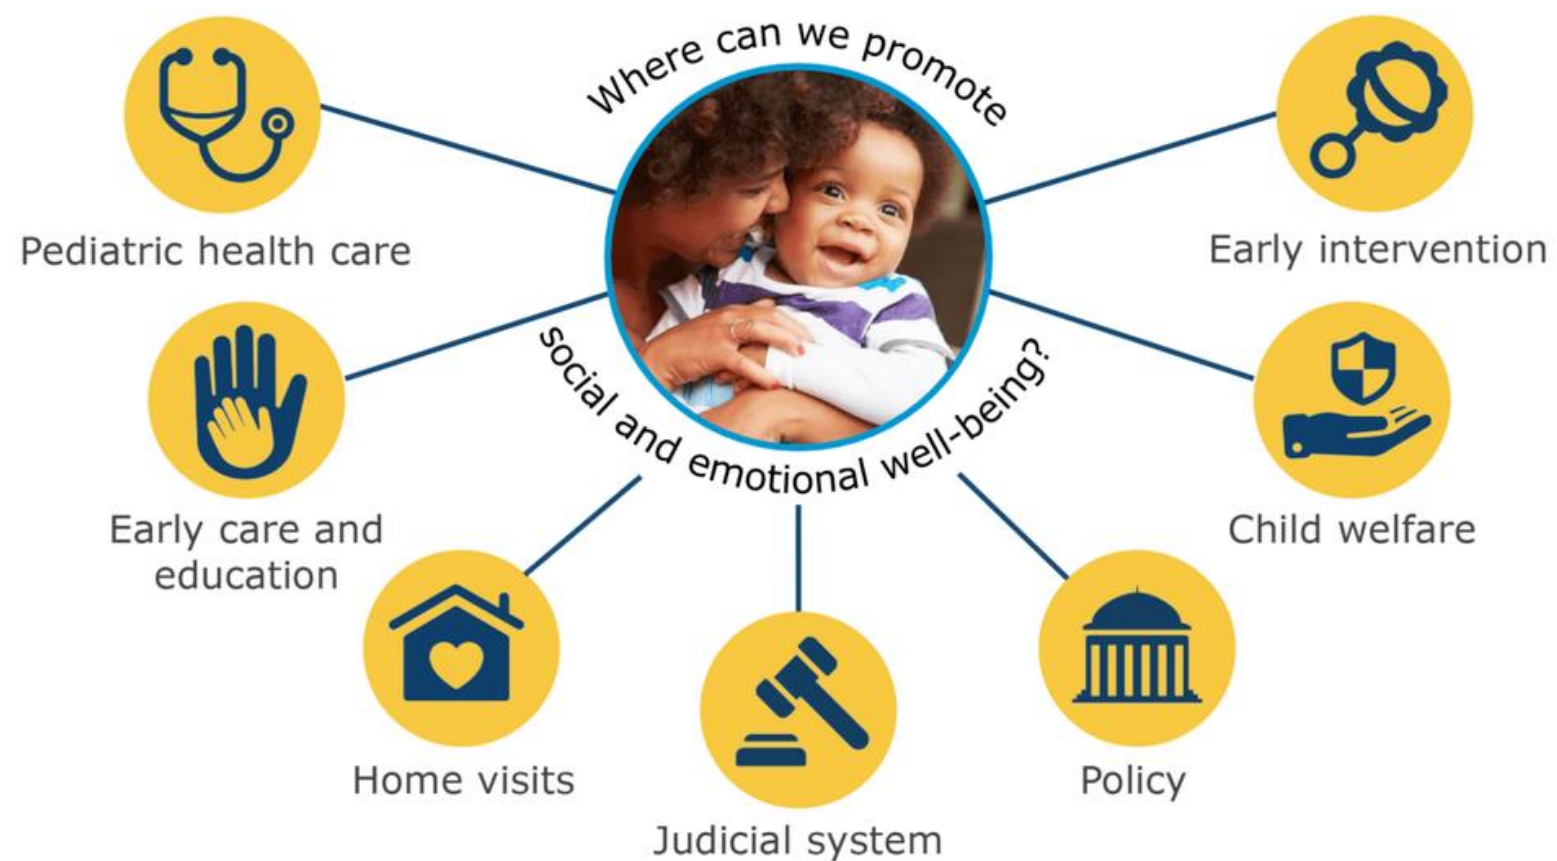 Where can we promote
social and emotional well-being?
Pediatric health care
Early care and
education
Home visits
Judicial system
Policy
Child welfare
Early intervention